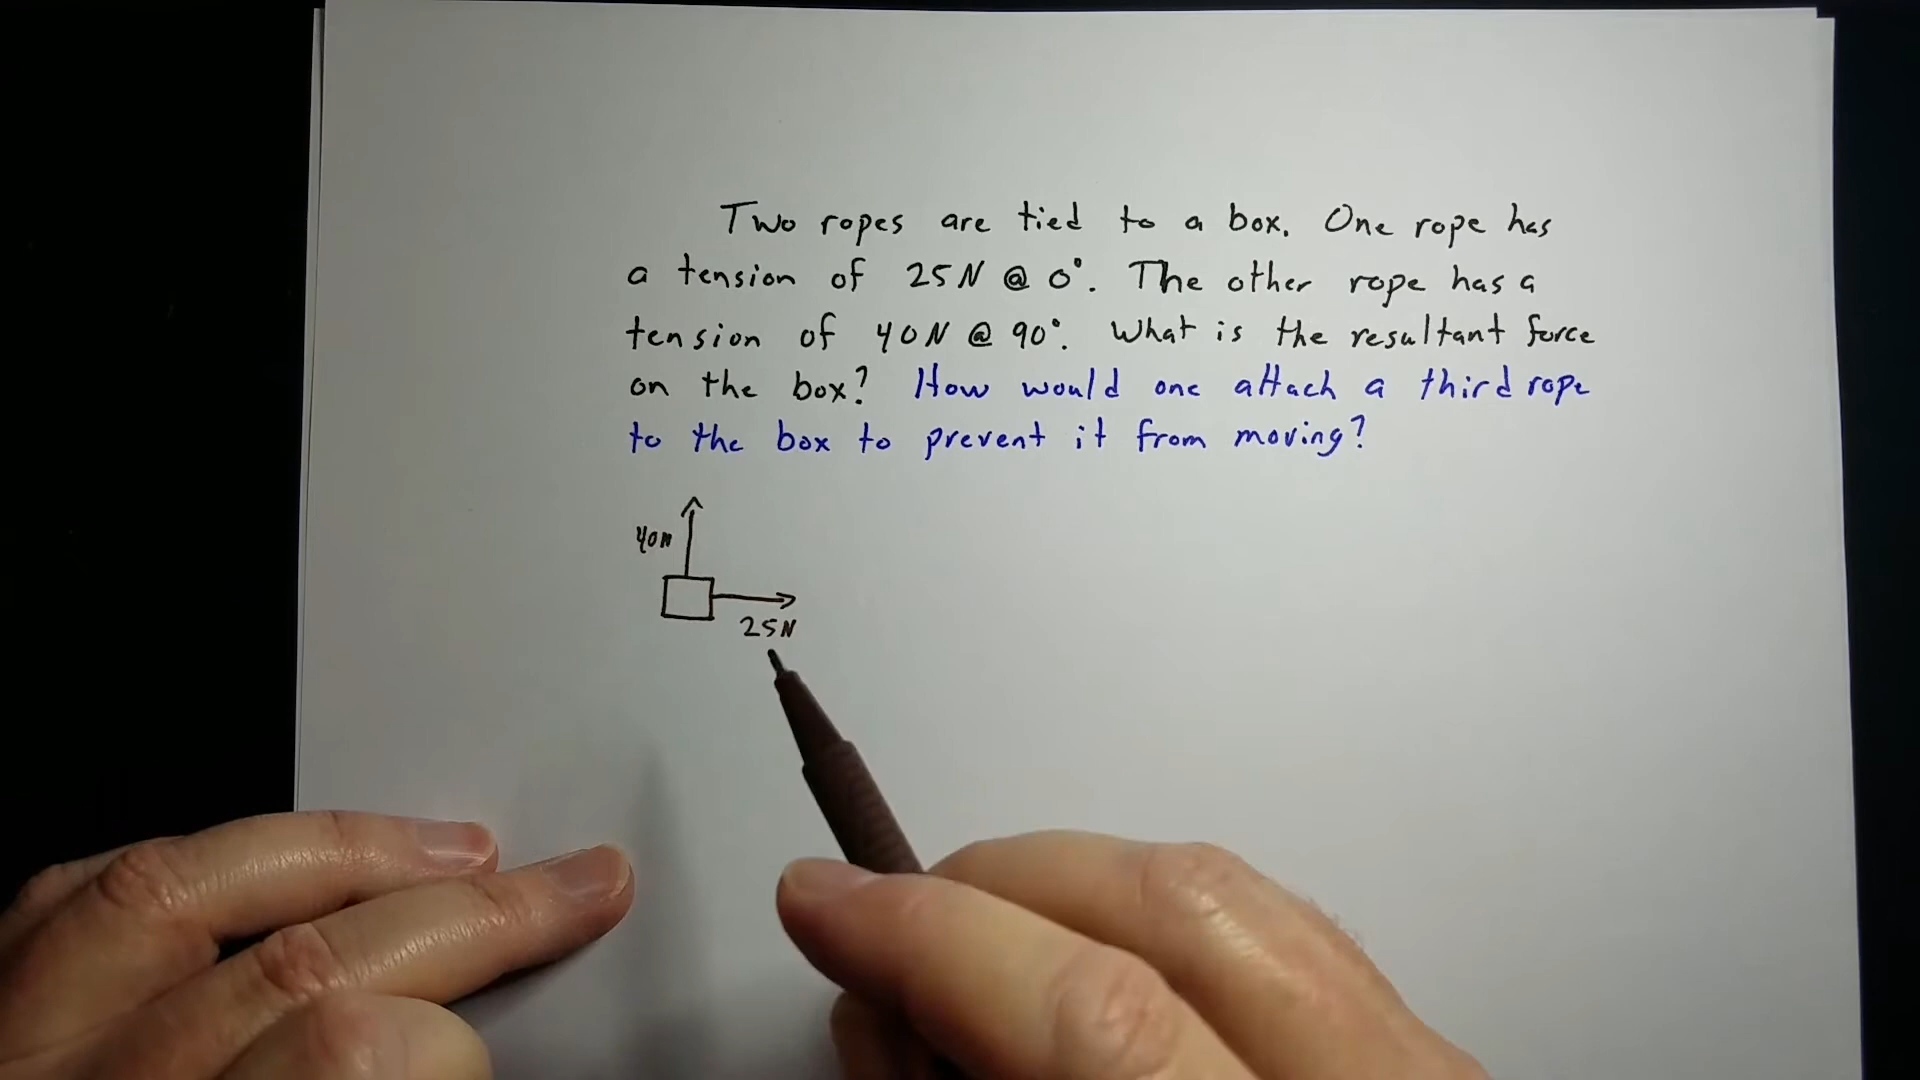 Two ropes are tied to a box. One rope has
a tension of 25N @ 0°. The other rope has a
tension of 40N @ 90°. What is the resultant force
on the box? How would one attach a third rope
to the box to prevent it from moving?
40N
25N